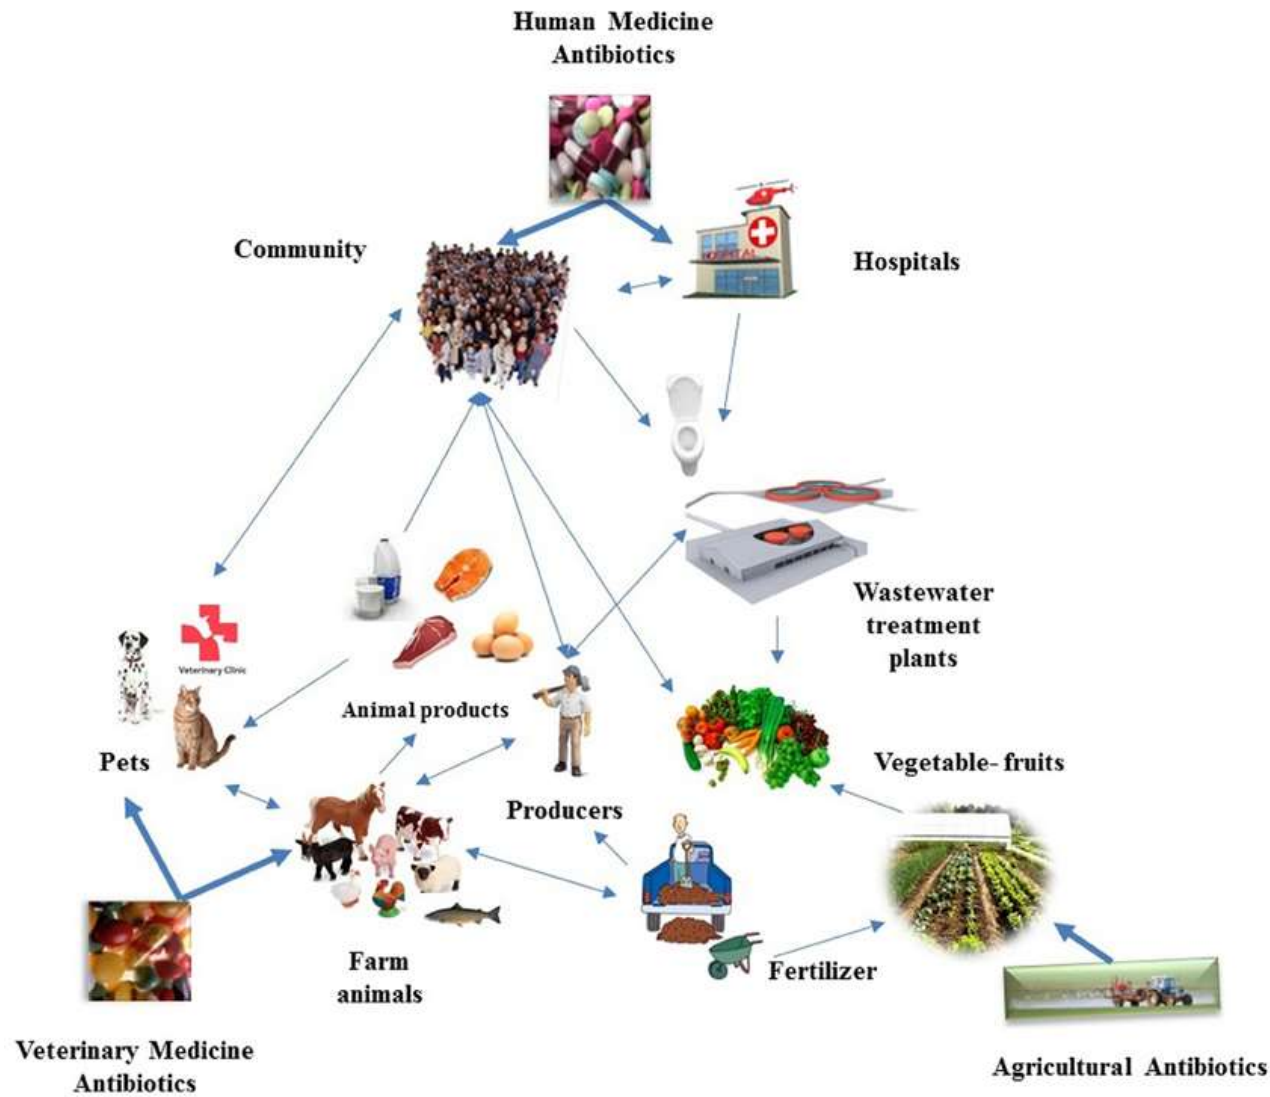 Human Medicine
Antibiotics
Community
HOSPITAL
Hospitals
Wastewater
treatment
plants
Veterinary Clinic
Animal products
Pets
Vegetable- fruits
Producers
Farm
animals
Fertilizer
Veterinary Medicine
Antibiotics
Agricultural Antibiotics